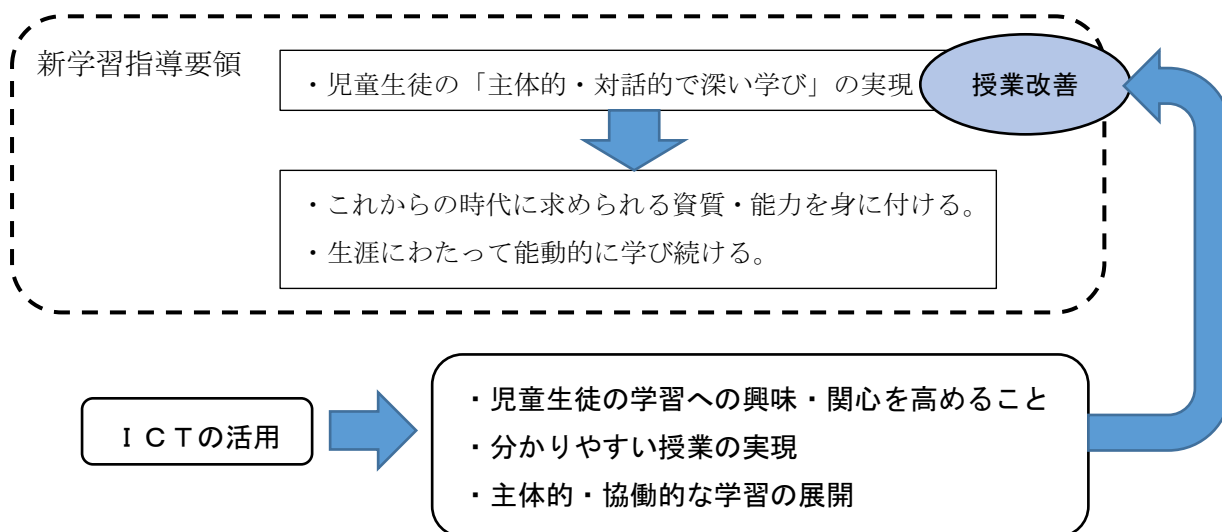 新学習指導要領
・児童生徒の「主体的・対話的で深い学び」の実現
授業改善
・これからの時代に求められる資質・能力を身に付ける。
・生涯にわたって能動的に学び続ける。
ＩＣＴの活用
・児童生徒の学習への興味・関心を高めること
・分かりやすい授業の実現
・主体的・協働的な学習の展開